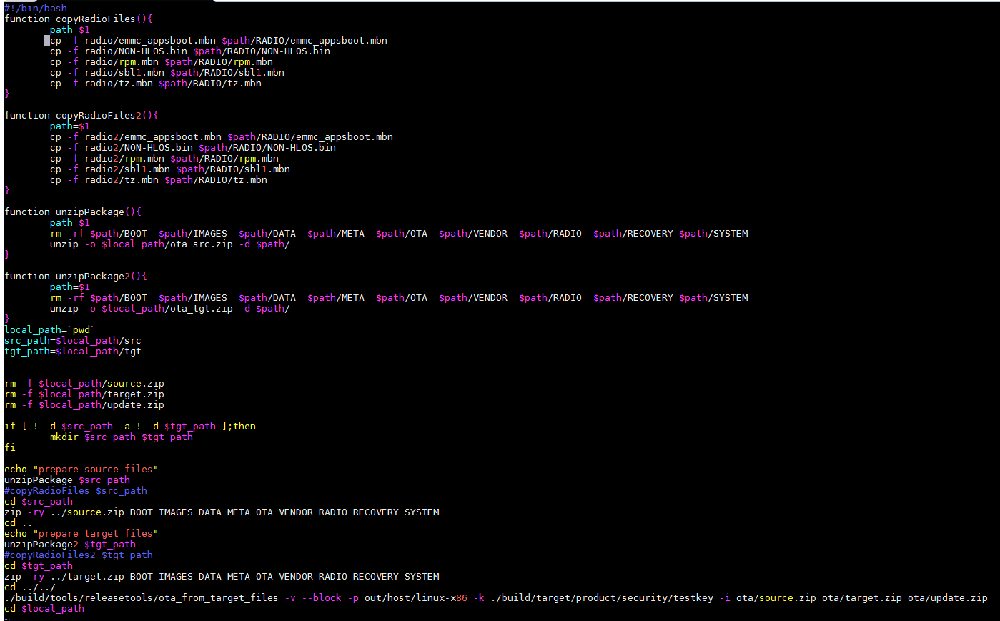 #!/bin/bash
function copyRadioFiles(){
        path=$1
        cp -f radio/emmc_appsboot.mbn $path/RADIO/emmc_appsboot.mbn
        cp -f radio/NON-HLOS.bin $path/RADIO/NON-HLOS.bin
        cp -f radio/rpm.mbn $path/RADIO/rpm.mbn
        cp -f radio/sbl1.mbn $path/RADIO/sbl1.mbn
        cp -f radio/tz.mbn $path/RADIO/tz.mbn
}

function copyRadioFiles2(){
        path=$1
        cp -f radio2/emmc_appsboot.mbn $path/RADIO/emmc_appsboot.mbn
        cp -f radio2/NON-HLOS.bin $path/RADIO/NON-HLOS.bin
        cp -f radio2/rpm.mbn $path/RADIO/rpm.mbn
        cp -f radio2/sbl1.mbn $path/RADIO/sbl1.mbn
        cp -f radio2/tz.mbn $path/RADIO/tz.mbn
}

function unzipPackage(){
        path=$1
        rm -rf $path/BOOT  $path/IMAGES  $path/DATA  $path/META  $path/OTA  $path/VENDOR  $path/RADIO  $path/RECOVERY $path/SYSTEM
        unzip -o $local_path/ota_src.zip -d $path/
}

function unzipPackage2(){
        path=$1
        rm -rf $path/BOOT  $path/IMAGES  $path/DATA  $path/META  $path/OTA  $path/VENDOR  $path/RADIO  $path/RECOVERY $path/SYSTEM
        unzip -o $local_path/ota_tgt.zip -d $path/
}
local_path=`pwd`
src_path=$local_path/src
tgt_path=$local_path/tgt


rm -f $local_path/source.zip
rm -f $local_path/target.zip
rm -f $local_path/update.zip

if [ ! -d $src_path -a ! -d $tgt_path ];then
        mkdir $src_path $tgt_path
fi

echo "prepare source files"
unzipPackage $src_path
#copyRadioFiles $src_path
cd $src_path
zip -ry ../source.zip BOOT IMAGES DATA META OTA VENDOR RADIO RECOVERY SYSTEM
cd ..
echo "prepare target files"
unzipPackage2 $tgt_path
#copyRadioFiles2 $tgt_path
cd $tgt_path
zip -ry ../target.zip BOOT IMAGES DATA META OTA VENDOR RADIO RECOVERY SYSTEM
cd ../../
./build/tools/releasetools/ota_from_target_files -v --block -p out/host/linux-x86 -k ./build/target/product/security/testkey -i ota/source.zip ota/target.zip ota/update.zip
cd $local_path
~